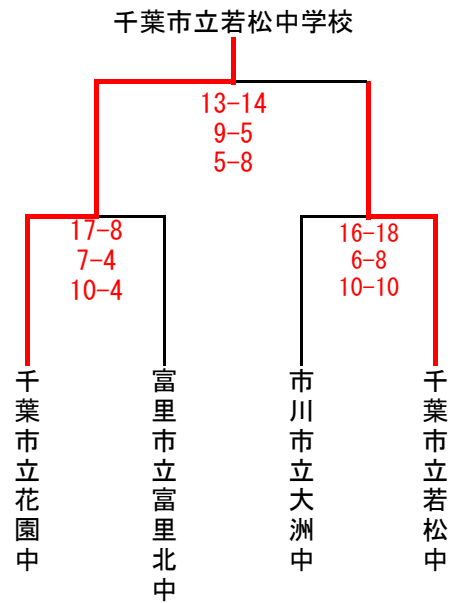 千葉市立若松中学校
13-14
9-5
5-8
17-8
7-4
10-4
16-18
6-8
10-10
千葉市立花園中
富里市立富里北中
市川市立大洲中
千葉市立若松中